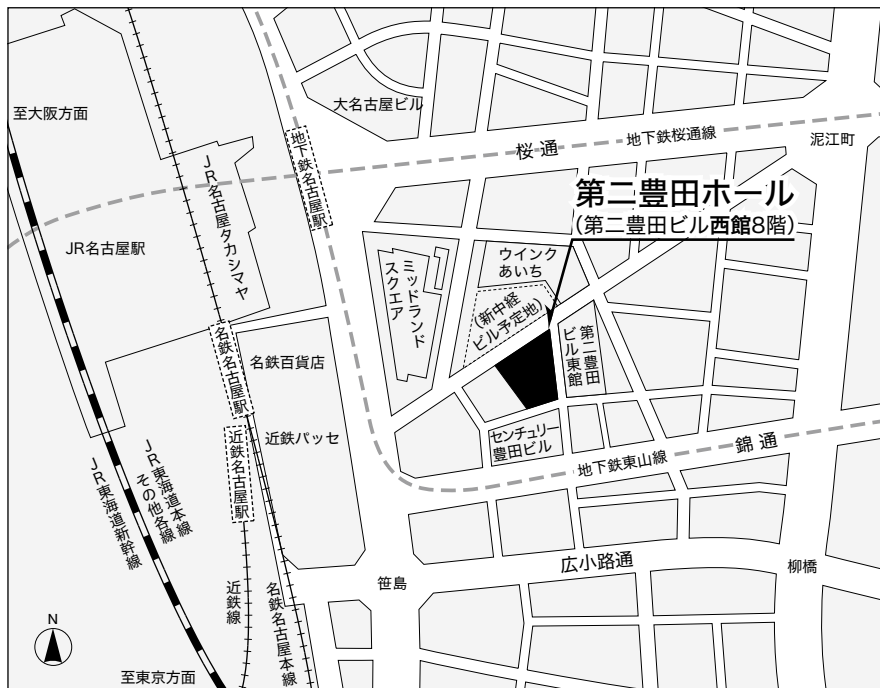 大名古屋ビル
至大阪方面
地下鉄名古屋駅
桜通
地下鉄桜通線
泥江町
JR名古屋タカシマヤ
第二豊田ホール
(第二豊田ビル西館8階)
JR名古屋駅
ミッドランド
スクエア
ウインク
あいち
(新中経
ビル予定地)
第二豊田
ビル東館
名鉄名古屋駅
名鉄百貨店
近鉄名古屋駅
近鉄パッセ
センチュリー
豊田ビル
地下鉄東山線
錦通
JR東海道新幹線
JR東海道本線
その他各線
広小路通
笹島
柳橋
近鉄線
名鉄名古屋本線
N
至東京方面